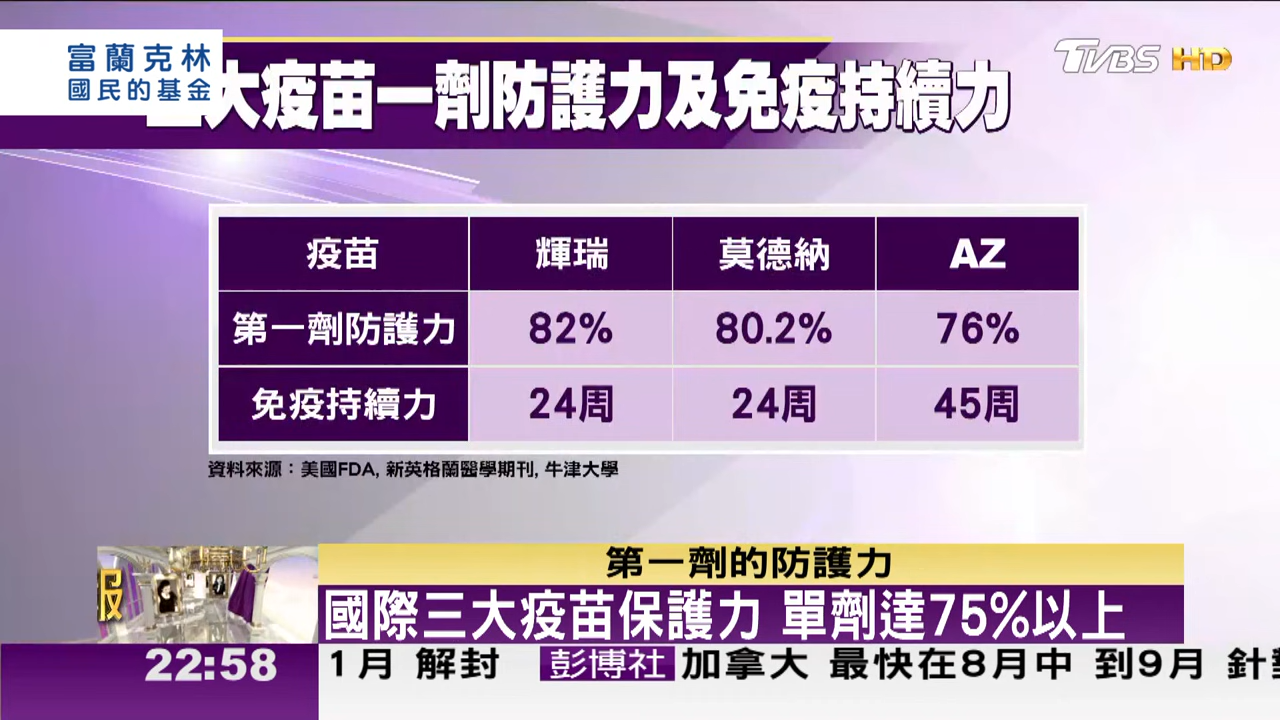 富蘭克林
國民的基金
TVBS HD
大疫苗一劑防護力及免疫持續力
疫苗 輝瑞 莫德納 AZ
第一劑防護力 82% 80.2% 76%
免疫持續力 24周 24周 45周
資料來源：美國FDA, 新英格蘭醫學期刊, 牛津大學
報
第一劑的防護力
國際三大疫苗保護力 單劑達75%以上
22:58
1月 解封 彭博社 加拿大 最快在8月中 到9月